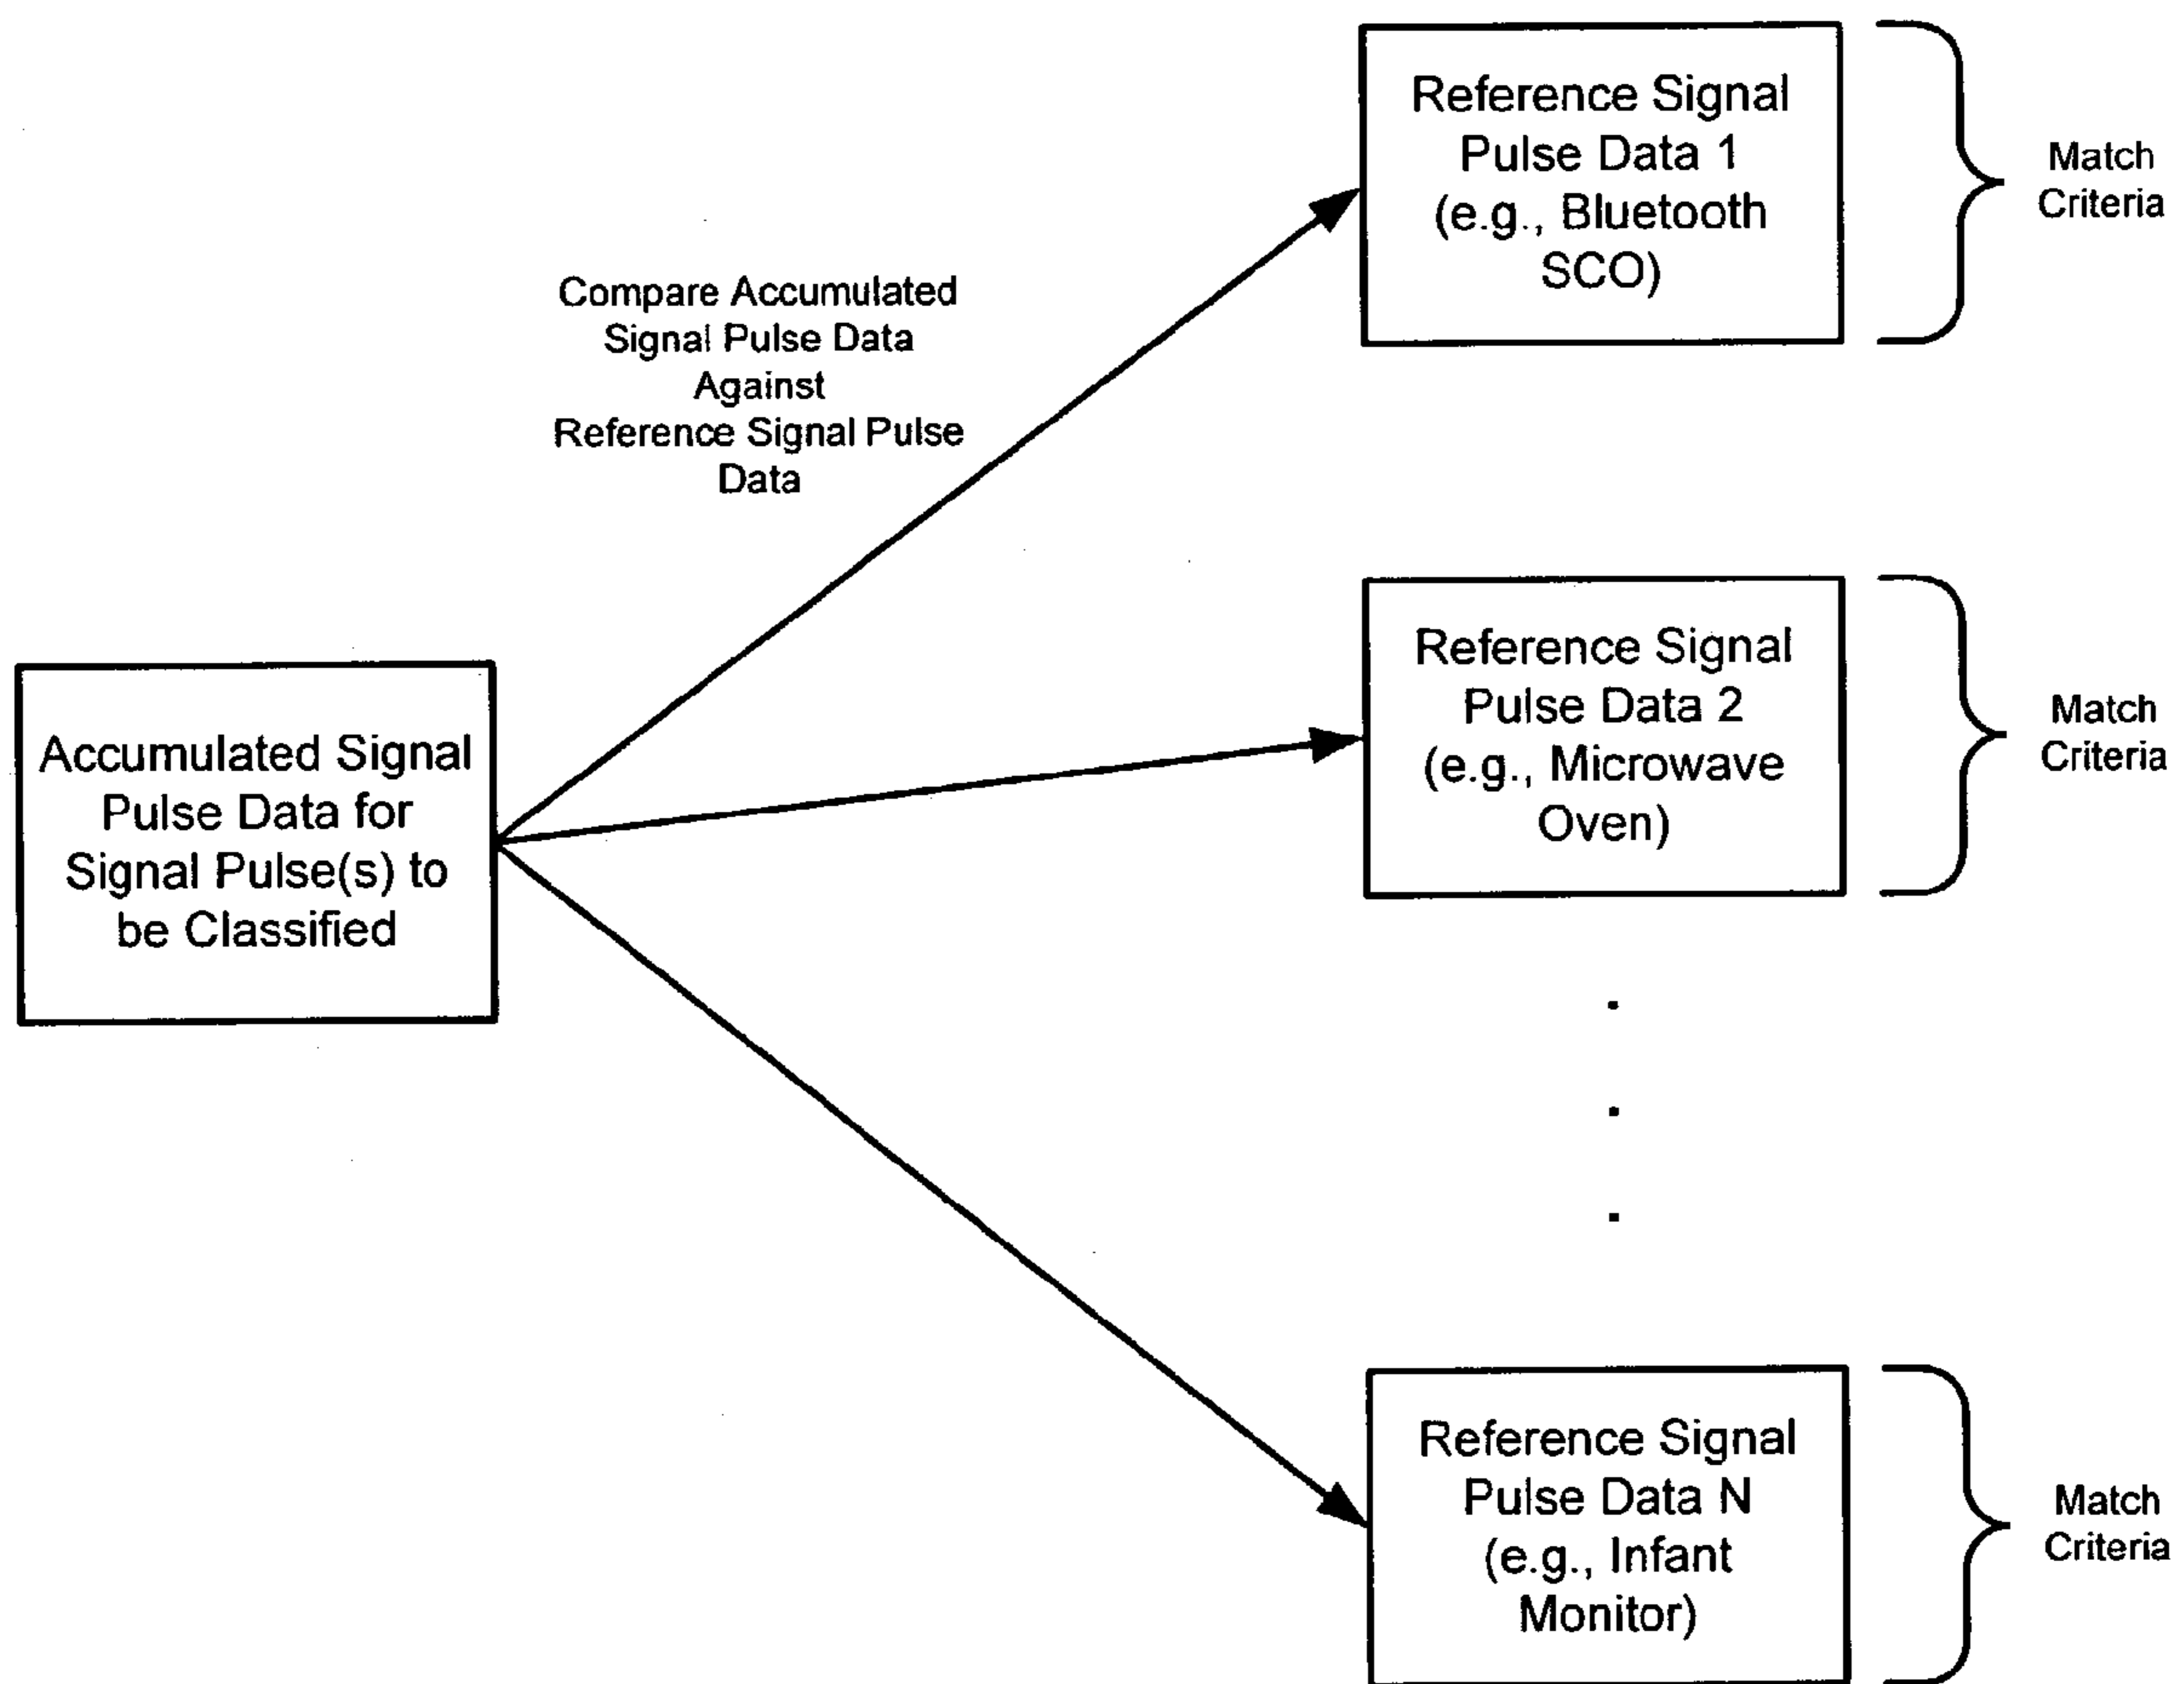 Reference Signal
Pulse Data 1
(e.g., Bluetooth
SCO)
Match
Criteria
Compare Accumulated
Signal Pulse Data
Against
Reference Signal Pulse
Data
Reference Signal
Pulse Data 2
(e.g., Microwave
Oven)
Match
Criteria
Accumulated Signal
Pulse Data for
Signal Pulse(s) to
be Classified
.
.
.
Reference Signal
Pulse Data N
(e.g., Infant
Monitor)
Match
Criteria